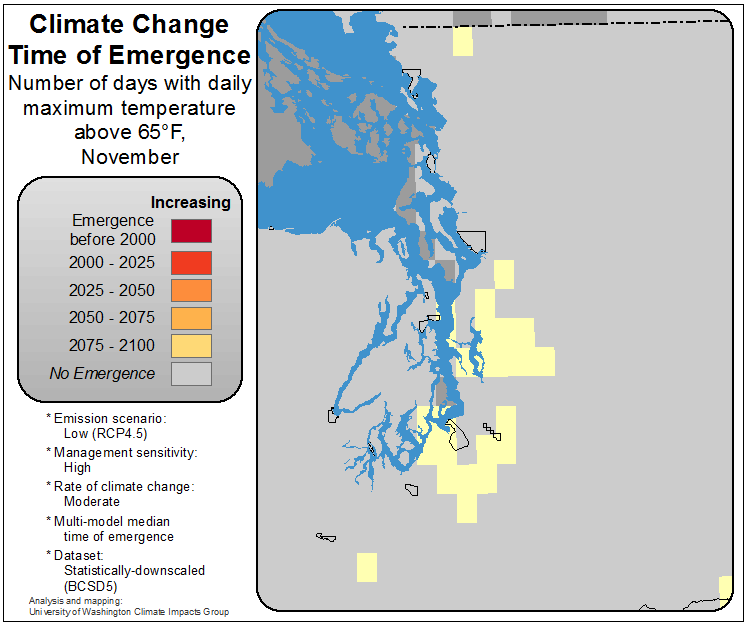 Climate Change
Time of Emergence
Number of days with daily
maximum temperature
above 65°F,
November
Increasing
Emergence
before 2000
2000 - 2025
2025 - 2050
2050 - 2075
2075 - 2100
No Emergence
* Emission scenario:
Low (RCP4.5)
* Management sensitivity:
High
* Rate of climate change:
Moderate
* Multi-model median
time of emergence
* Dataset:
Statistically-downscaled
(BCSD5)
Analysis and mapping:
University of Washington Climate Impacts Group